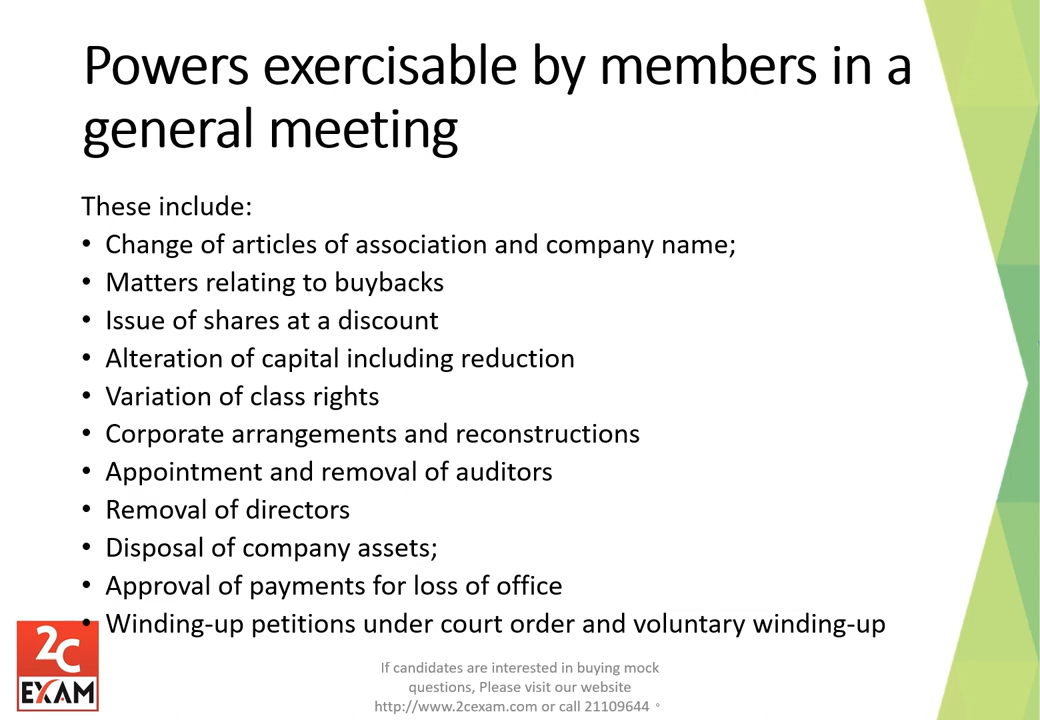 Powers exercisable by members in a
general meeting
These include:
• Change of articles of association and company name;
• Matters relating to buybacks
• Issue of shares at a discount
• Alteration of capital including reduction
• Variation of class rights
• Corporate arrangements and reconstructions
• Appointment and removal of auditors
• Removal of directors
• Disposal of company assets;
• Approval of payments for loss of office
• Winding-up petitions under court order and voluntary winding-up
2C
EXAM
If candidates are interested in buying mock
questions, Please visit our website
http://www.2cexam.com or call 21109644 。